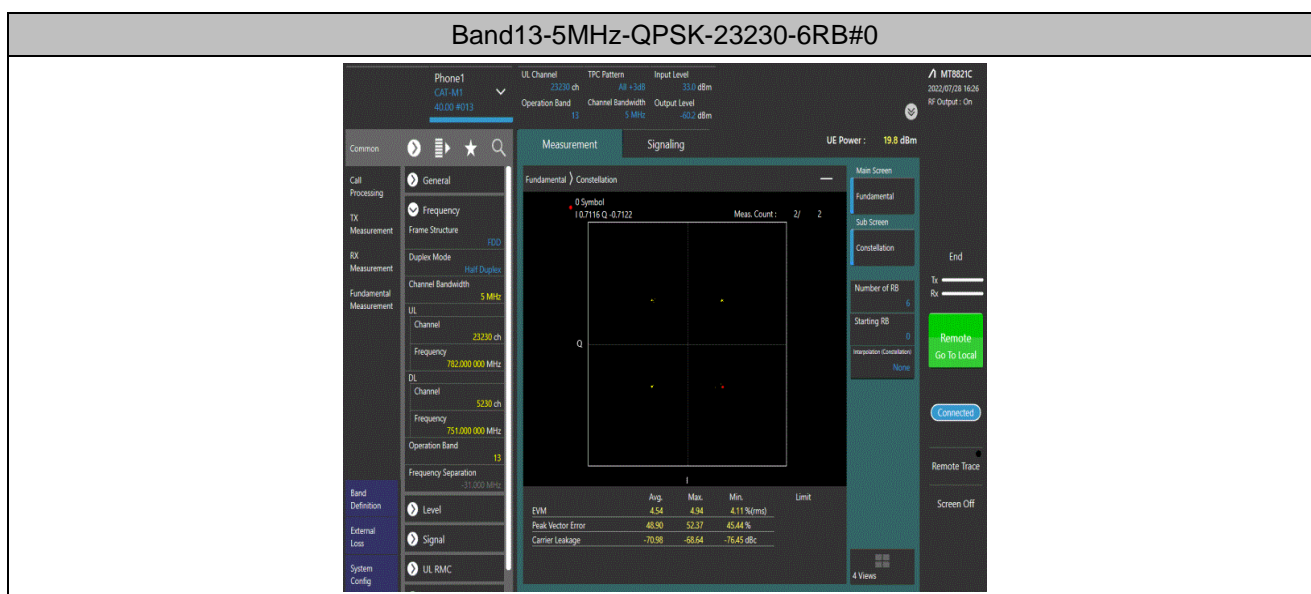 Band13-5MHz-QPSK-23230-6RB#0
Phone1
CAT-M1
40.00 #013
UL Channel TPC Pattern Input Level
23230 ch All +3dB 33.0 dBm
Operation Band Channel Bandwidth Output Level
13 5 MHz -60.2 dBm
MT8821C
2022/07/28 16:26
RF Output : On
Common
Measurement Signaling
UE Power : 19.8 dBm
Call
Processing
TX
Measurement
RX
Measurement
Fundamental
Measurement
Band
Definition
External
Loss
System
Config
General
Frequency
Frame Structure
FDD
Duplex Mode
Half Duplex
Channel Bandwidth
5 MHz
UL
Channel
23230 ch
Frequency
782.000 000 MHz
DL
Channel
5230 ch
Frequency
751.000 000 MHz
Operation Band
13
Frequency Separation
-31.000 MHz
Level
Signal
UL RMC
Fundamental Constellation
0 Symbol
I 0.7116 Q -0.7122 Meas. Count : 2/ 2
Q
I
Avg. Max. Min. Limit
EVM 4.54 4.94 4.11 %(rms)
Peak Vector Error 48.90 52.37 45.44 %
Carrier Leakage -70.98 -68.64 -76.45 dBc
Main Screen
Fundamental
Sub Screen
Constellation
Number of RB
6
Starting RB
0
Interpolation (Constellation)
None
4 Views
End
Tx
Rx
Remote
Go To Local
Connected
Remote Trace
Screen Off